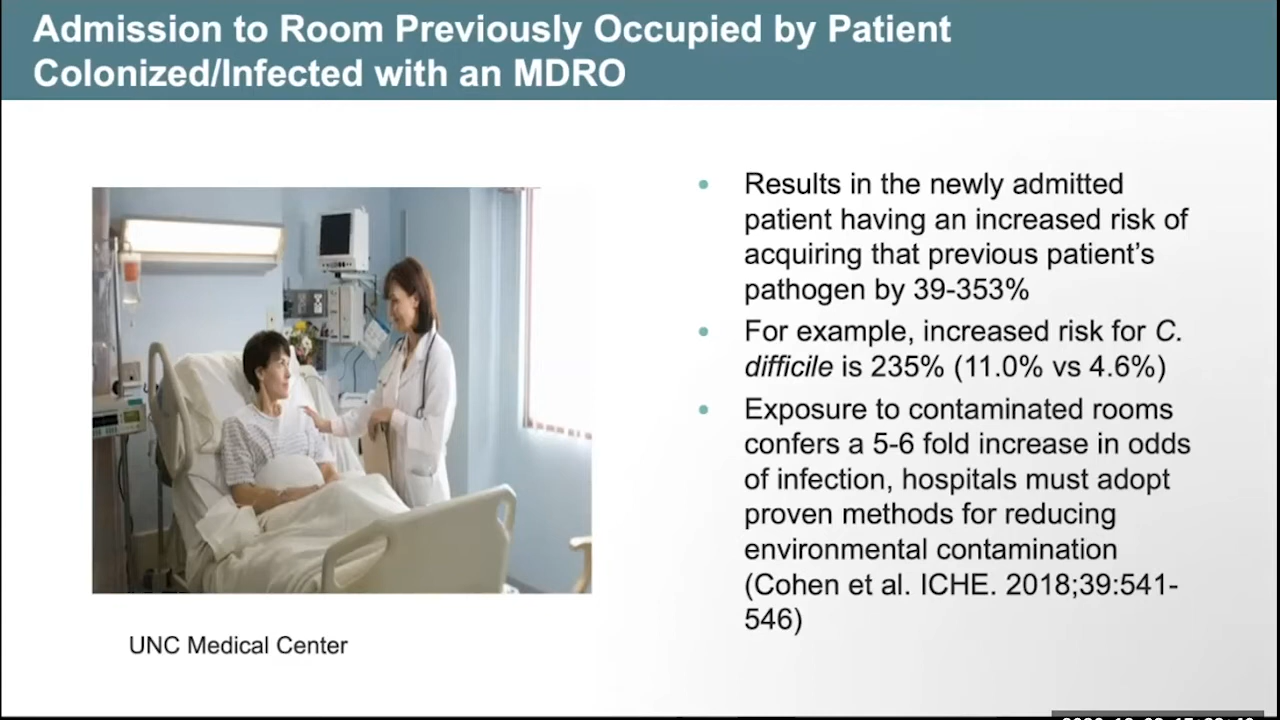 Admission to Room Previously Occupied by Patient
Colonized/Infected with an MDRO
Results in the newly admitted
patient having an increased risk of
acquiring that previous patient’s
pathogen by 39-353%
For example, increased risk for C.
difficile is 235% (11.0% vs 4.6%)
Exposure to contaminated rooms
confers a 5-6 fold increase in odds
of infection, hospitals must adopt
proven methods for reducing
environmental contamination
(Cohen et al. ICHE. 2018;39:541-
546)
UNC Medical Center